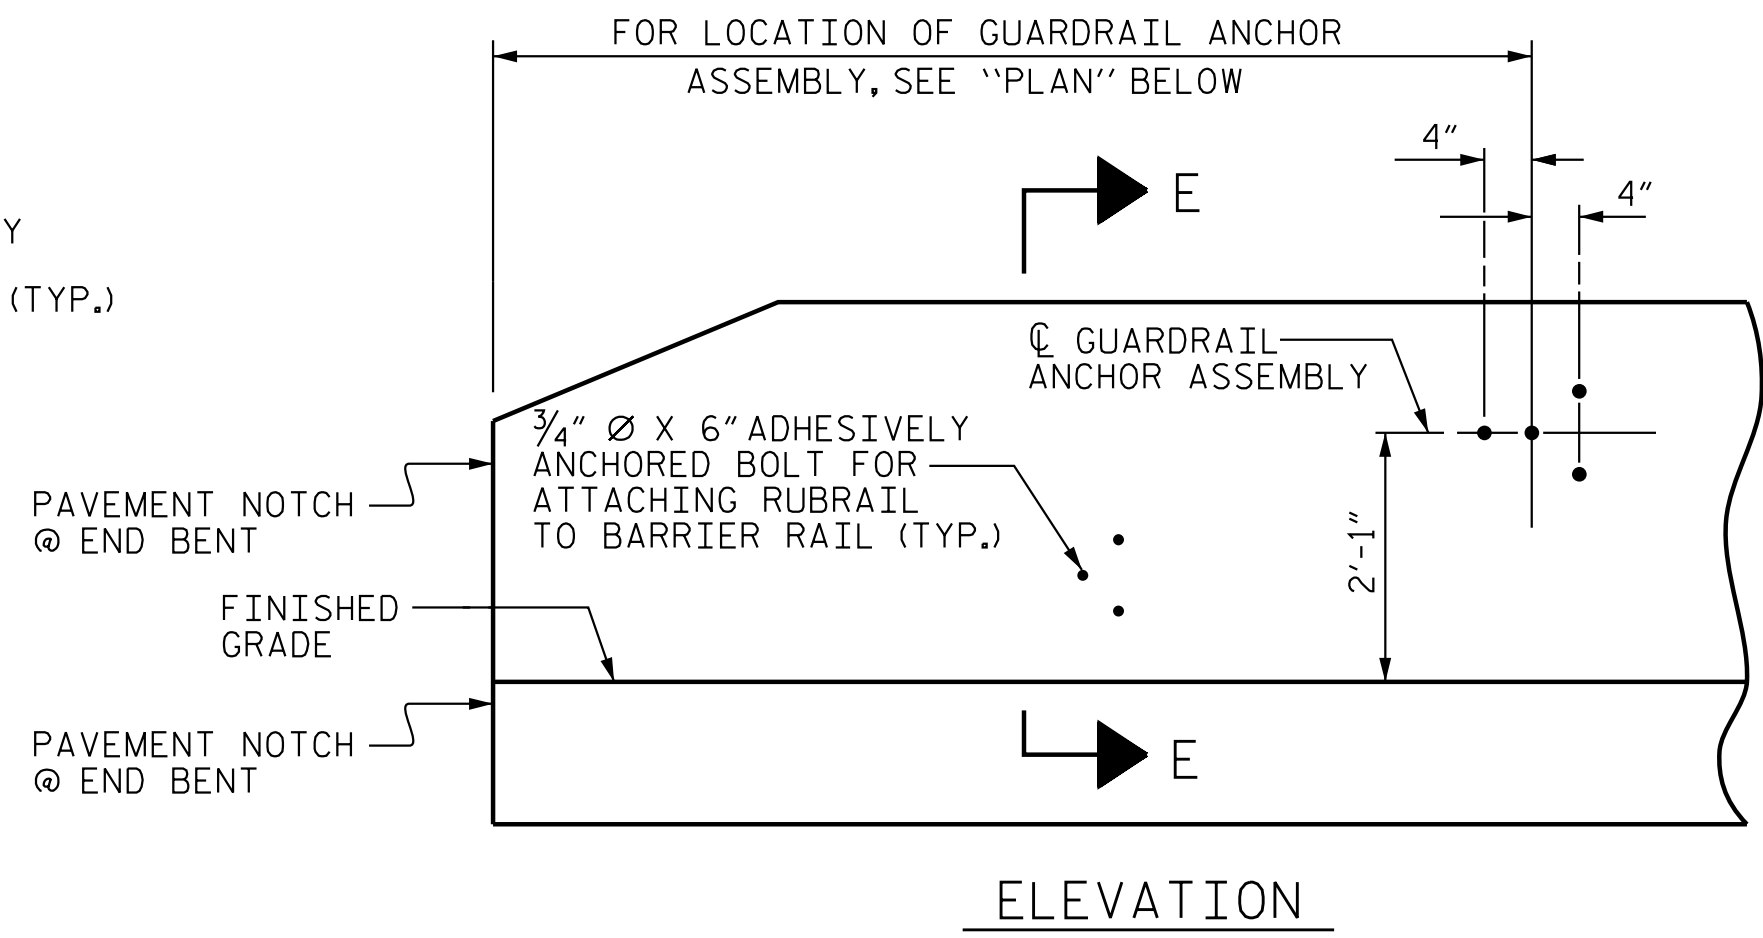 FOR LOCATION OF GUARDRAIL ANCHOR
ASSEMBLY, SEE ‶PLAN″ BELOW
4″
4″
E
Y
(TYP.)
℄ GUARDRAIL
ANCHOR ASSEMBLY
¾″ Ø X 6″ ADHESIVELY
ANCHORED BOLT FOR
ATTACHING RUBRAIL
TO BARRIER RAIL (TYP.)
PAVEMENT NOTCH
@ END BENT
2′-1″
FINISHED
GRADE
PAVEMENT NOTCH
@ END BENT
E
ELEVATION